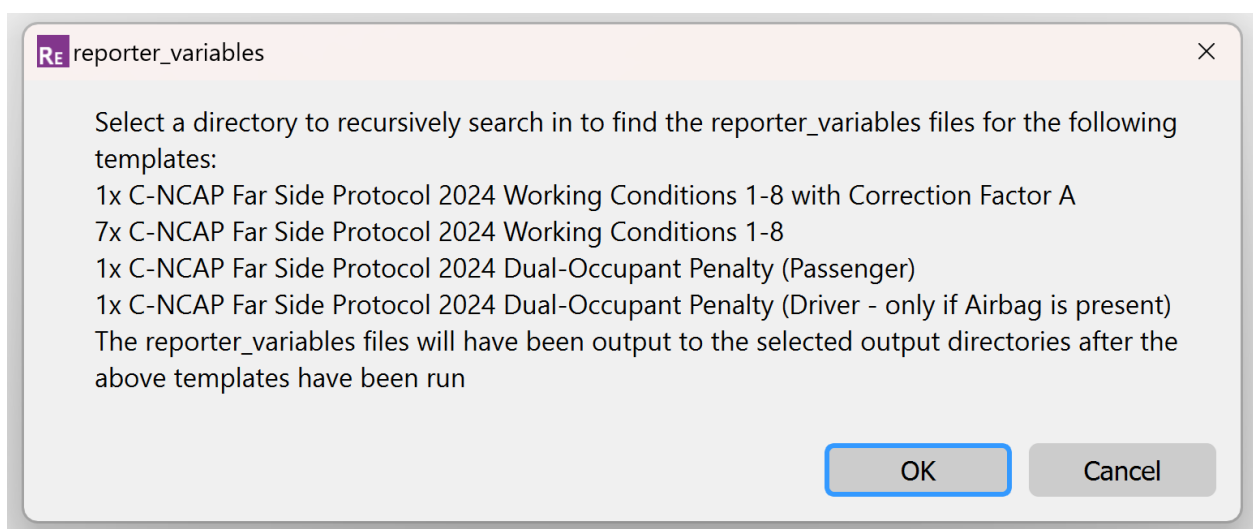 RE reporter_variables
Select a directory to recursively search in to find the reporter_variables files for the following
templates:
1x C-NCAP Far Side Protocol 2024 Working Conditions 1-8 with Correction Factor A
7x C-NCAP Far Side Protocol 2024 Working Conditions 1-8
1x C-NCAP Far Side Protocol 2024 Dual-Occupant Penalty (Passenger)
1x C-NCAP Far Side Protocol 2024 Dual-Occupant Penalty (Driver - only if Airbag is present)
The reporter_variables files will have been output to the selected output directories after the
above templates have been run
OK Cancel